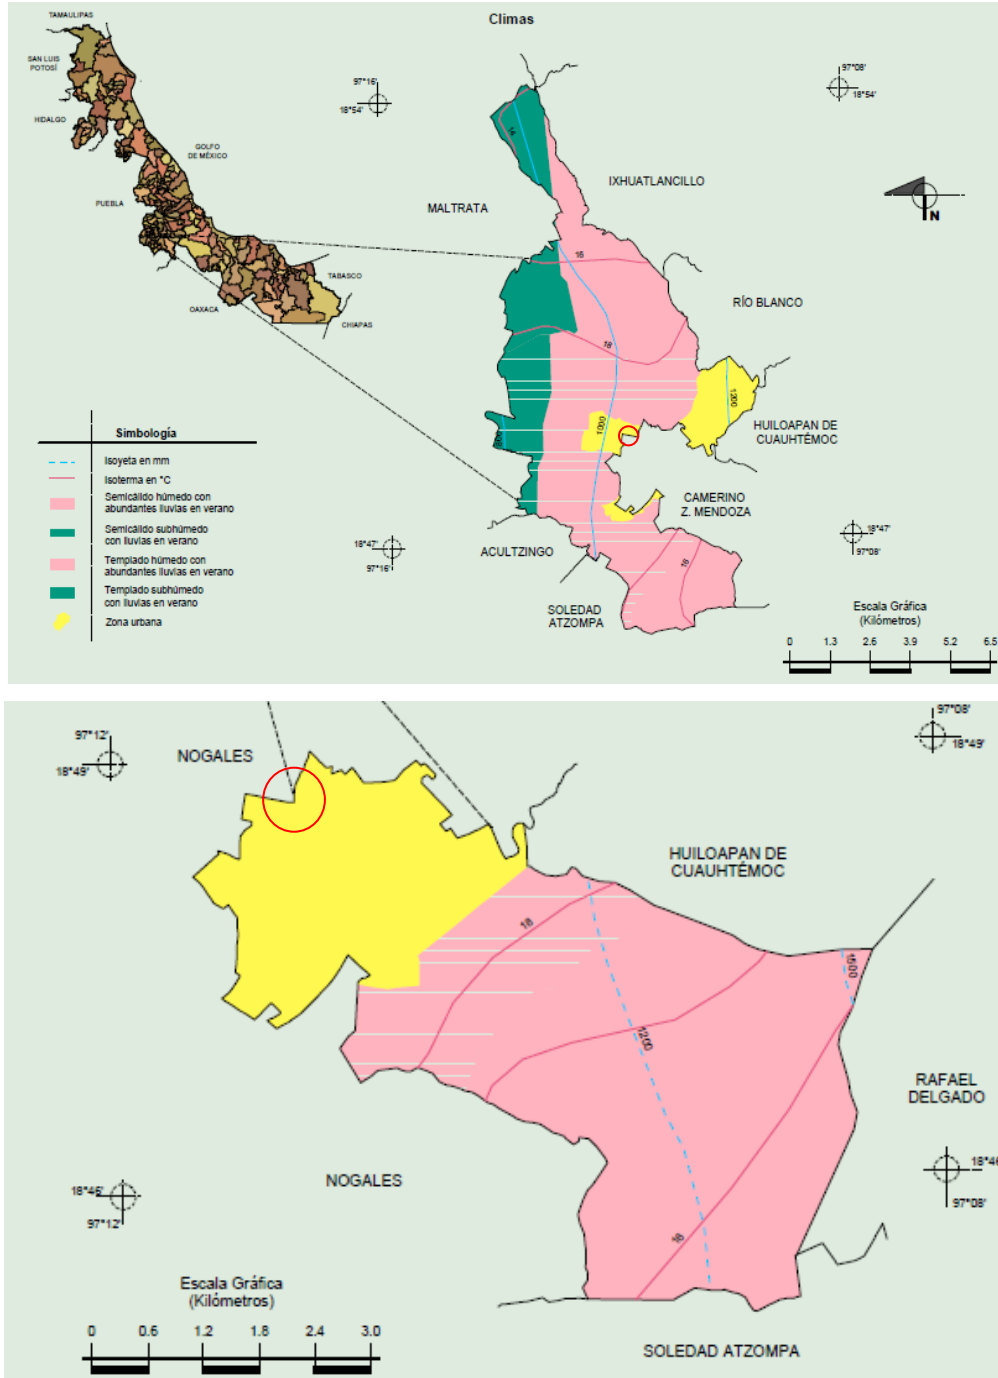 Climas
TAMAULIPAS
SAN LUIS
POTOSÍ
HIDALGO
GOLFO
DE MÉXICO
PUEBLA
OAXACA
TABASCO
CHIAPAS
97°16'
18°54'
97°08'
18°54'
MALTRATA
IXHUATLANCILLO
N
14
16
RÍO BLANCO
18
1200
1000
800
HUILOAPAN DE
CUAUHTÉMOC
CAMERINO
Z. MENDOZA
18°47'
97°16'
ACULTZINGO
18°47'
97°08'
18
SOLEDAD
ATZOMPA
Simbología
Isoyeta en mm
Isoterma en °C
Semicálido húmedo con
abundantes lluvias en verano
Semicálido subhúmedo
con lluvias en verano
Templado húmedo con
abundantes lluvias en verano
Templado subhúmedo
con lluvias en verano
Zona urbana
Escala Gráfica
(Kilómetros)
0 1.3 2.6 3.9 5.2 6.5
97°12'
18°49'
NOGALES
97°08'
18°49'
HUILOAPAN DE
CUAUHTÉMOC
18
1500
1200
RAFAEL
DELGADO
NOGALES
18°46'
97°12'
18°46
97°08'
18
Escala Gráfica
(Kilómetros)
0 0.6 1.2 1.8 2.4 3.0
SOLEDAD ATZOMPA